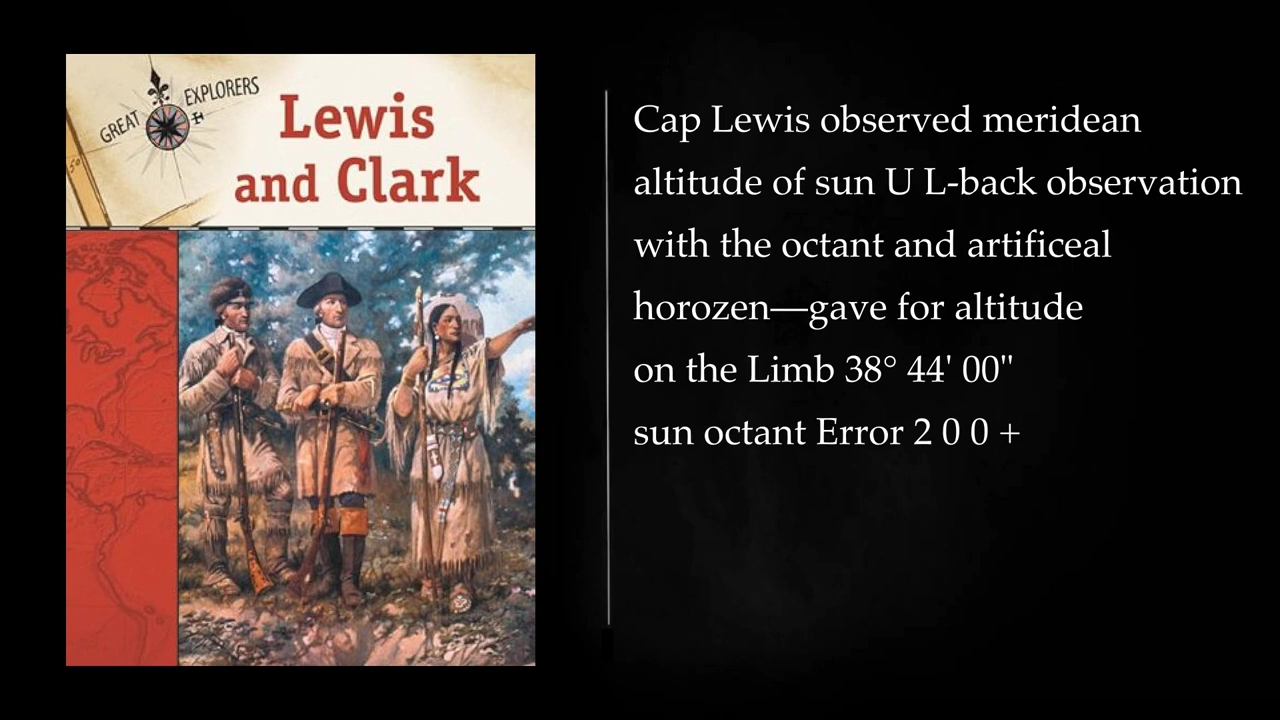 GREAT EXPLORERS
Lewis
and Clark
50
Cap Lewis observed meridean
altitude of sun U L-back observation
with the octant and artificeal
horozen—gave for altitude
on the Limb 38° 44' 00"
sun octant Error 2 0 0 +